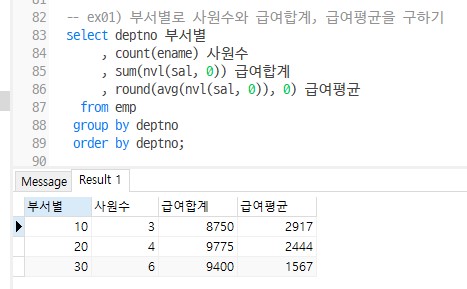 81
82 -- ex01) 부서별로 사원수와 급여합계, 급여평균을 구하기
83 select deptno 부서별
84 , count(ename) 사원수
85 , sum(nvl(sal, 0)) 급여합계
86 , round(avg(nvl(sal, 0)), 0) 급여평균
87 from emp
88 group by deptno
89 order by deptno;
90
Message Result 1
부서별 사원수 급여합계 급여평균
10 3 8750 2917
20 4 9775 2444
30 6 9400 1567